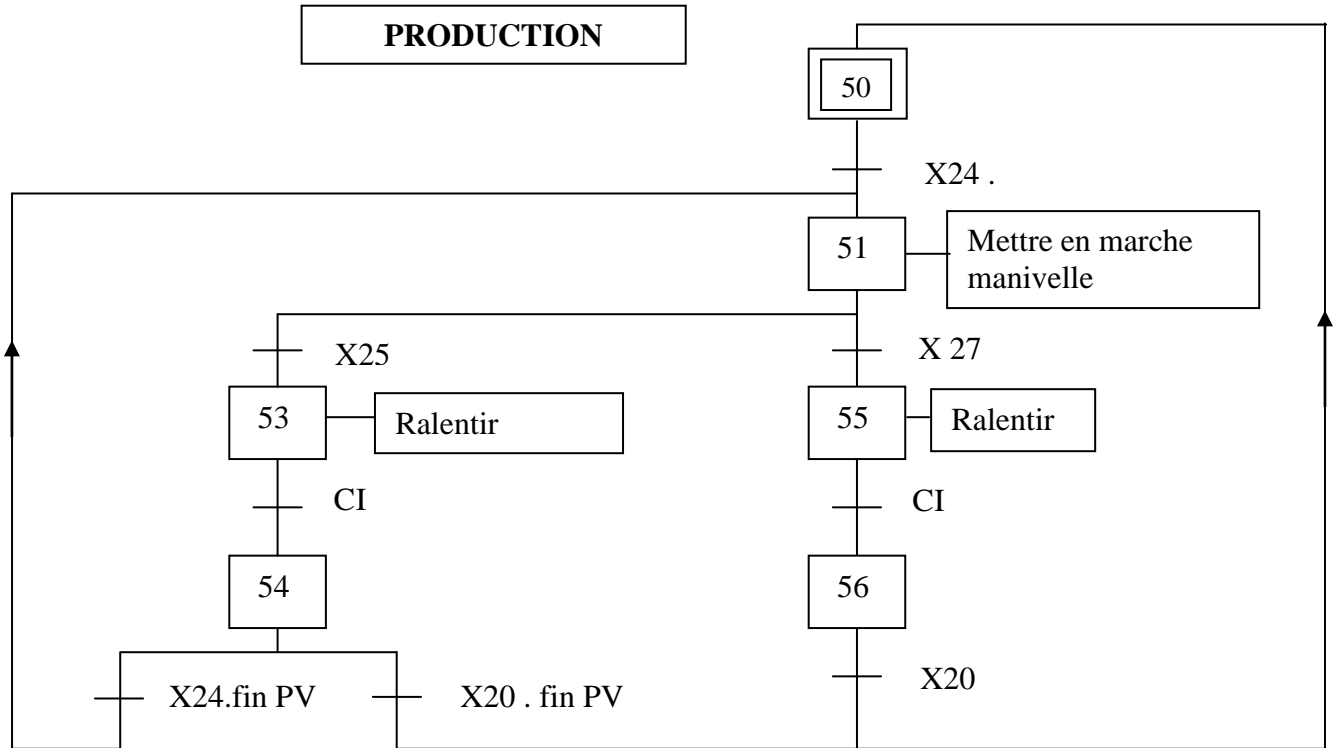 PRODUCTION
50
X24 .
51
Mettre en marche
manivelle
X25
X 27
53
Ralentir
55
Ralentir
CI
CI
54
56
X24.fin PV
X20 . fin PV
X20